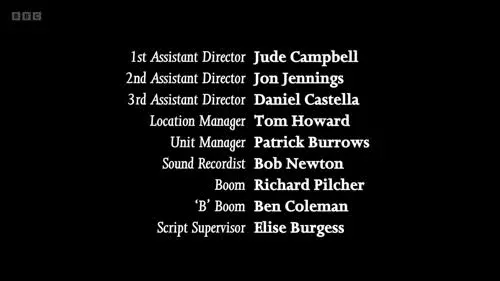 BBC
1st Assistant Director Jude Campbell
2nd Assistant Director Jon Jennings
3rd Assistant Director Daniel Castella
Location Manager Tom Howard
Unit Manager Patrick Burrows
Sound Recordist Bob Newton
Boom Richard Pilcher
‘B’ Boom Ben Coleman
Script Supervisor Elise Burgess